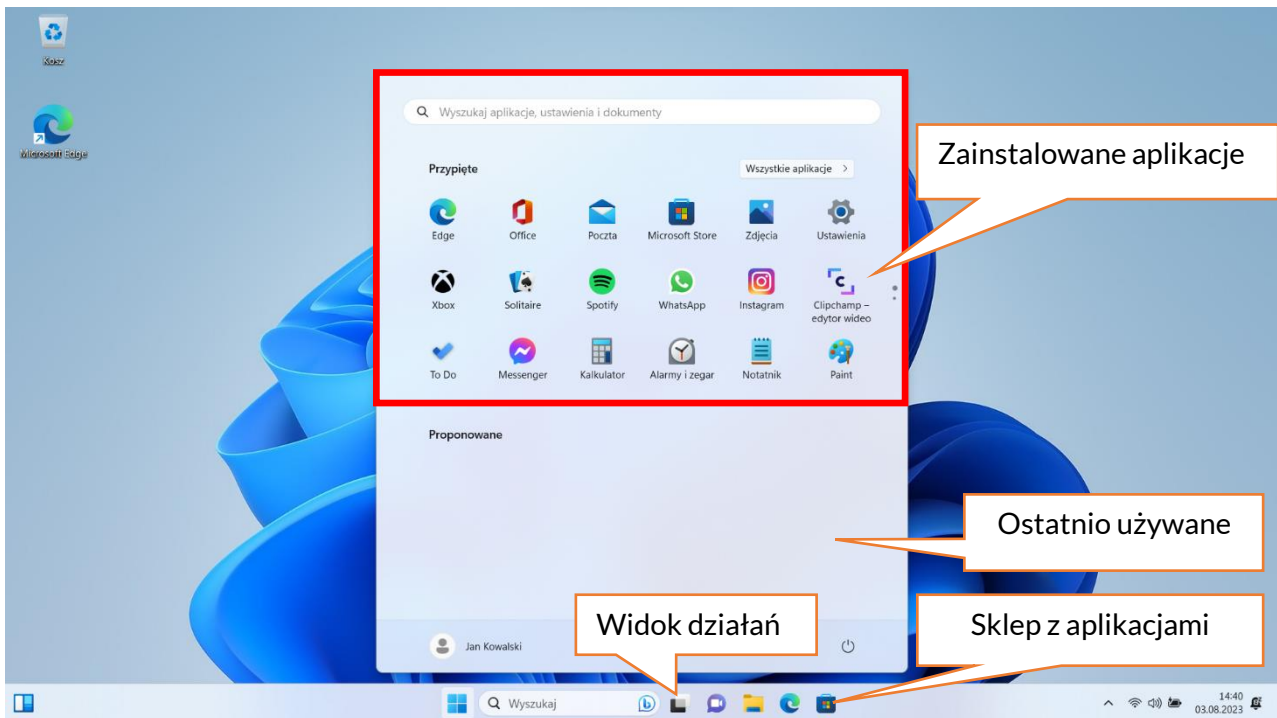 Kosz
Microsoft Edge
Wyszukaj aplikacje, ustawienia i dokumenty
Przypięte
Wszystkie aplikacje >
Zainstalowane aplikacje
Edge Office Poczta Microsoft Store Zdjęcia Ustawienia
Xbox Solitaire Spotify WhatsApp Instagram Clipchamp –
edytor wideo
To Do Messenger Kalkulator Alarmy i zegar Notatnik Paint
Proponowane
Ostatnio używane
Widok działań
Sklep z aplikacjami
Jan Kowalski
Wyszukaj
14:40
03.08.2023